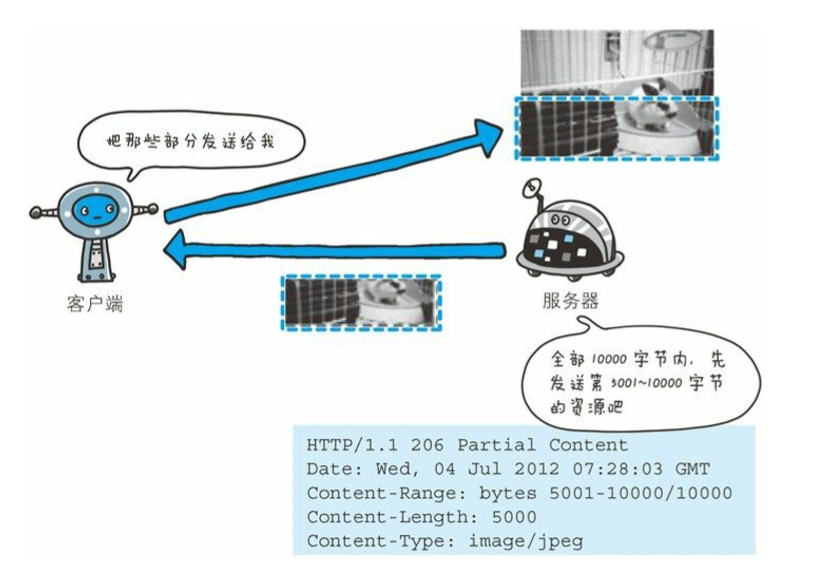 把那些部分发送给我
客户端
服务器
全部 10000 字节内，先
发送第 5001~10000 字节
的资源吧
HTTP/1.1 206 Partial Content
Date: Wed, 04 Jul 2012 07:28:03 GMT
Content-Range: bytes 5001-10000/10000
Content-Length: 5000
Content-Type: image/jpeg